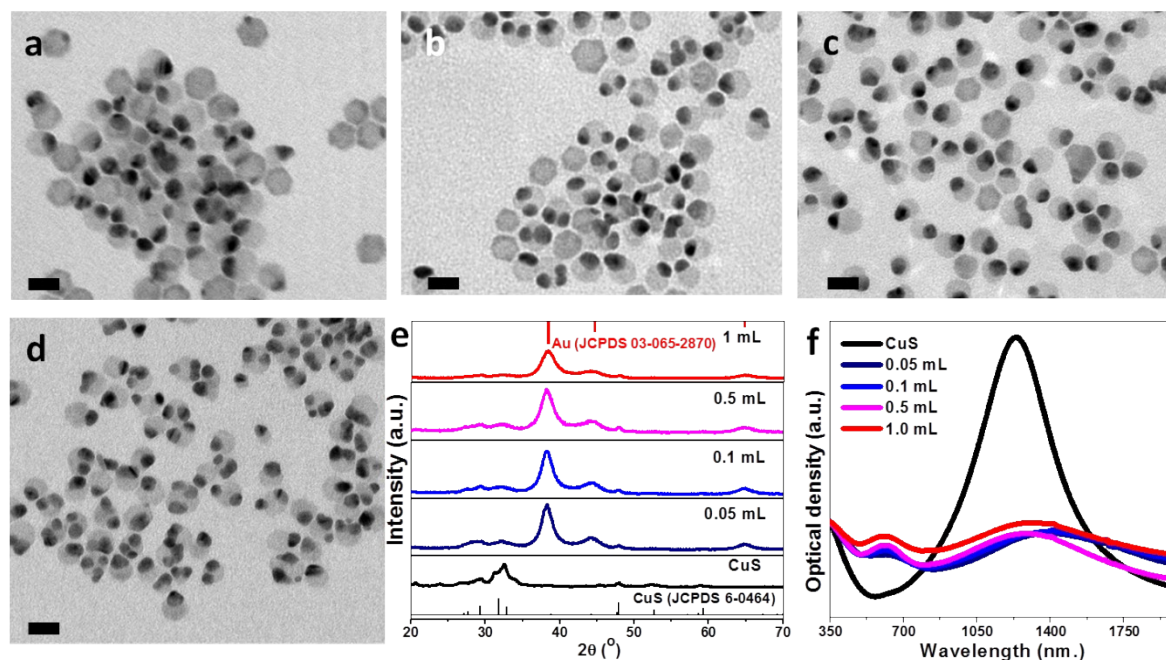 a
b
c
d
e
Au (JCPDS 03-065-2870)
1 mL
0.5 mL
0.1 mL
0.05 mL
CuS
CuS (JCPDS 6-0464)
Intensity (a.u.)
20 30 40 50 60 70
2θ (°)
f
CuS
0.05 mL
0.1 mL
0.5 mL
1.0 mL
Optical density (a.u.)
350 700 1050 1400 1750
Wavelength (nm.)